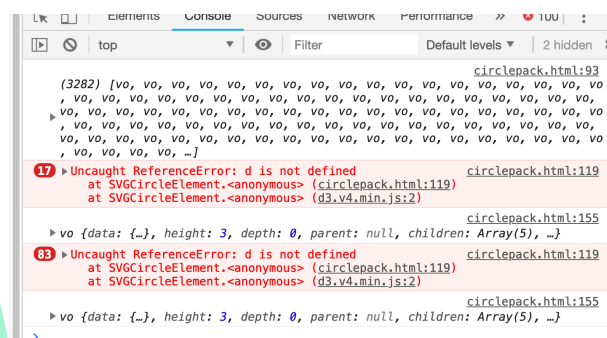 Elements Console Sources Network Performance » 100
top Filter Default levels ▼ 2 hidden
circlepack.html:93
(3282) [vo, vo, vo, vo, vo, vo, vo, vo, vo, vo, vo, vo, vo, vo, vo, vo, vo, vo
, vo, vo, vo, vo, vo, vo, vo, vo, vo, vo, vo, vo, vo, vo, vo, vo, vo, vo, vo,
vo, vo, vo, vo, vo, vo, vo, vo, vo, vo, vo, vo, vo, vo, vo, vo, vo, vo, vo, vo
, vo, vo, vo, vo, vo, vo, vo, vo, vo, vo, vo, vo, vo, vo, vo, vo, vo, vo, vo,
vo, vo, vo, vo, vo, vo, vo, vo, vo, vo, vo, vo, vo, vo, vo, vo, vo, vo, vo, vo
, vo, vo, vo, vo, …]
17 Uncaught ReferenceError: d is not defined circlepack.html:119
at SVGCircleElement.<anonymous> (circlepack.html:119)
at SVGCircleElement.<anonymous> (d3.v4.min.js:2)
circlepack.html:155
vo {data: {…}, height: 3, depth: 0, parent: null, children: Array(5), …}
83 Uncaught ReferenceError: d is not defined circlepack.html:119
at SVGCircleElement.<anonymous> (circlepack.html:119)
at SVGCircleElement.<anonymous> (d3.v4.min.js:2)
circlepack.html:155
vo {data: {…}, height: 3, depth: 0, parent: null, children: Array(5), …}